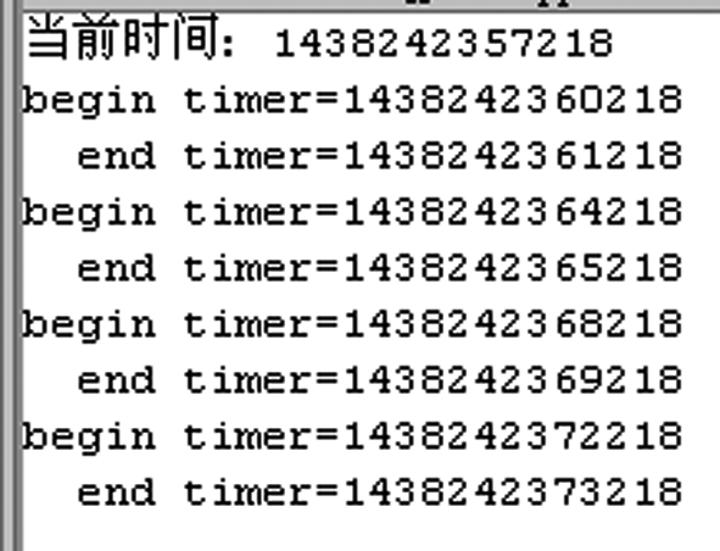 当前时间: 1438242357218
begin timer=1438242360218
  end timer=1438242361218
begin timer=1438242364218
  end timer=1438242365218
begin timer=1438242368218
  end timer=1438242369218
begin timer=1438242372218
  end timer=1438242373218